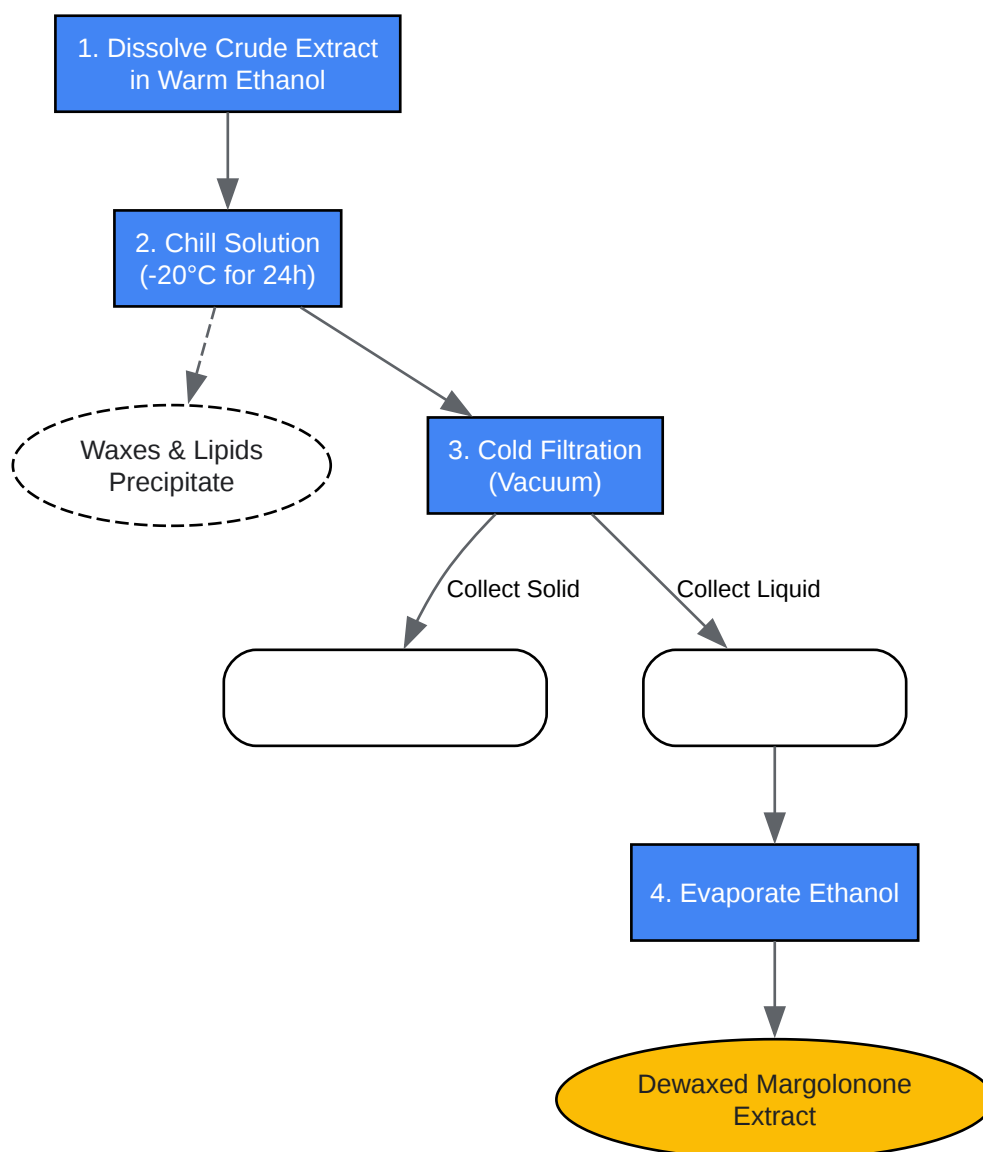 1. Dissolve Crude Extract
in Warm Ethanol
2. Chill Solution
(-20°C for 24h)
Waxes & Lipids
Precipitate
3. Cold Filtration
(Vacuum)
Collect Solid
Collect Liquid
4. Evaporate Ethanol
Dewaxed Margolonone
Extract